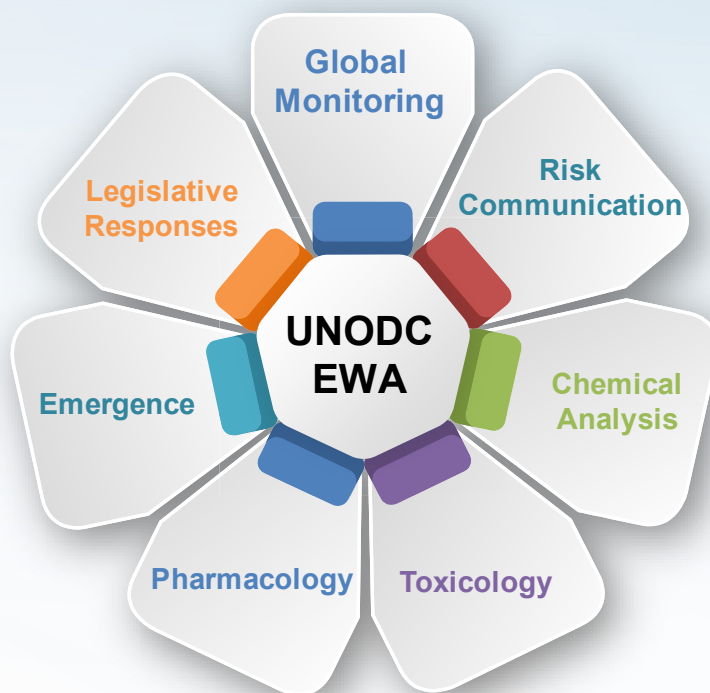 Global
Monitoring
Risk
Communication
Legislative
Responses
UNODC
EWA
Chemical
Analysis
Emergence
Pharmacology
Toxicology